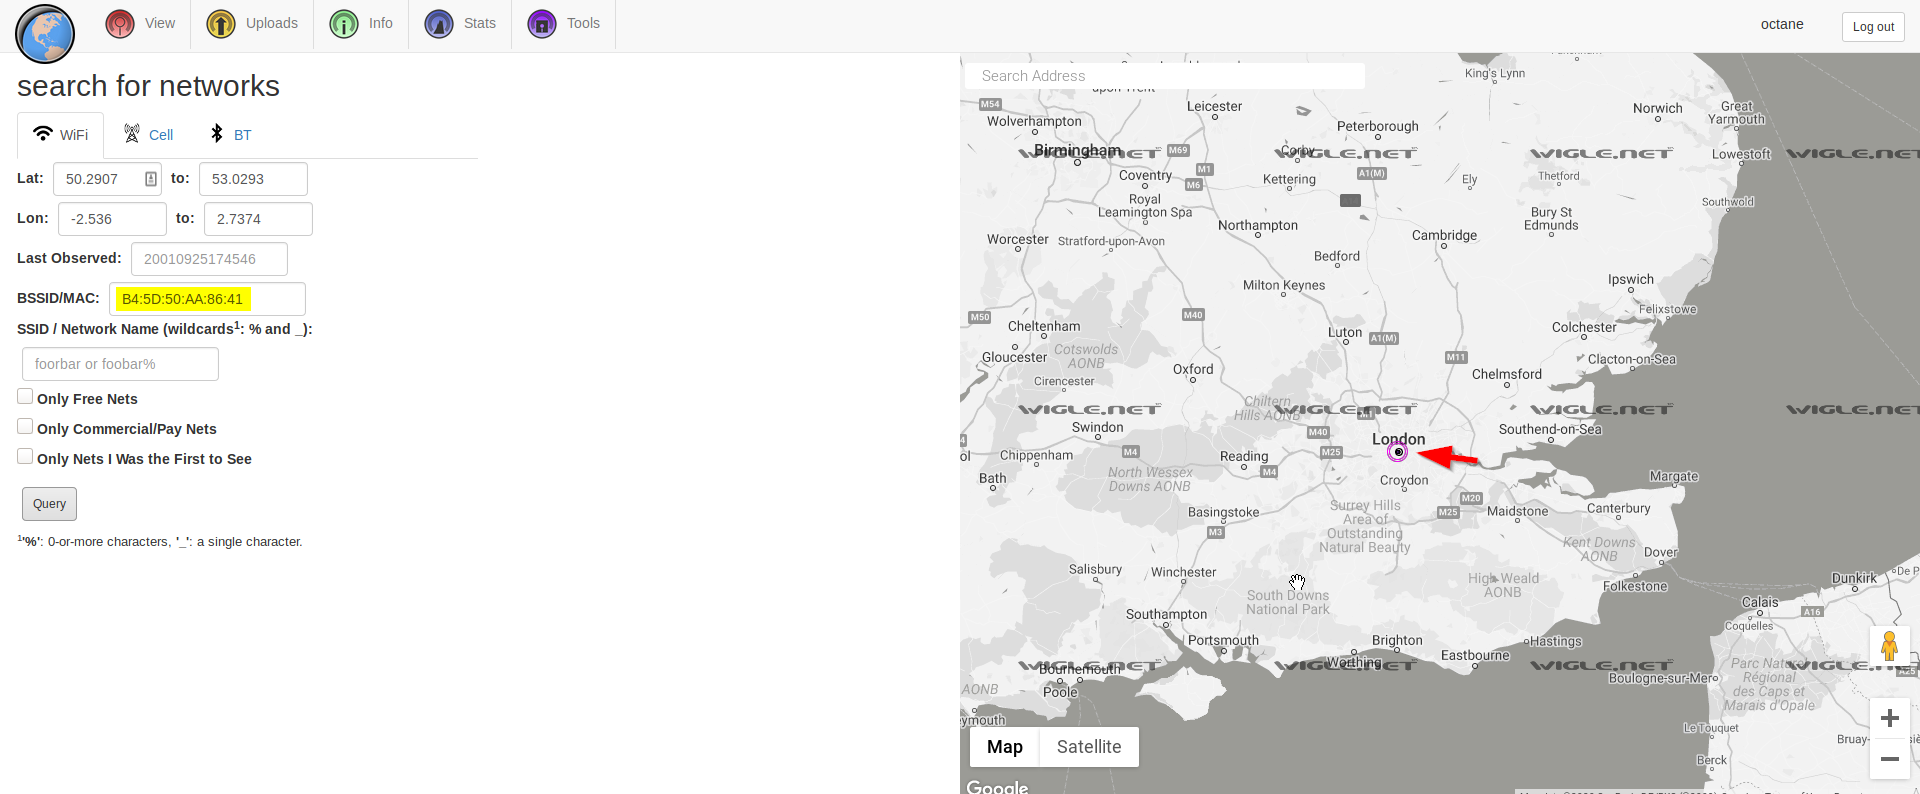 View
Uploads
Info
Stats
Tools
octane
Log out
search for networks
WiFi
Cell
BT
Lat: 50.2907 to: 53.0293
Lon: -2.536 to: 2.7374
Last Observed: 20010925174546
BSSID/MAC: B4:5D:50:AA:86:41
SSID / Network Name (wildcards1: % and _):
foorbar or foobar%
Only Free Nets
Only Commercial/Pay Nets
Only Nets I Was the First to See
Query
1'%': 0-or-more characters, '_': a single character.
Search Address
King's Lynn
M54
Leicester
Norwich
Great
Yarmouth
Wolverhampton
Peterborough
Birmingham
M69
Corby
Lowestoft
WIGLE.NET
WIGLE.NET
WIGLE.NET
WIGLE.NET
Coventry
M1
M6
Kettering
A1(M)
Ely
Thetford
Royal
Leamington Spa
Southwold
Northampton
Bury St
Edmunds
Worcester
Stratford-upon-Avon
Cambridge
Bedford
Milton Keynes
Ipswich
Felixstowe
M50
M40
Cheltenham
Luton
A1(M)
Colchester
Gloucester
Cotswolds
AONB
M11
Clacton-on-Sea
Oxford
Cirencester
Chelmsford
Chiltern
Hills AONB
WIGLE.NET
WIGLE.NET
WIGLE.NET
WIGLE.NET
M1
Swindon
M40
London
Southend-on-Sea
4
ol
Chippenham
M4
Reading
M25
M4
Bath
North Wessex
Downs AONB
Croydon
Margate
M20
Basingstoke
Surrey Hills
Area of
Outstanding
Natural Beauty
M25
Maidstone
Canterbury
M3
Kent Downs
AONB
Dover
Salisbury
Winchester
High Weald
AONB
Folkestone
Dunkirk
De P
South Downs
National Park
Calais
A16
Coquelles
Southampton
Portsmouth
Brighton
Hastings
Worthing
Eastbourne
WIGLE.NET
WIGLE.NET
WIGLE.NET
WIGLE.NET
Bournemouth
Poole
AONB
Boulogne-sur-Mer
Parc Naturel
Régional
des Caps et
Marais d'Opale
A25
eymouth
Le Touquet
Bruay-
Berck
Map
Satellite
Google